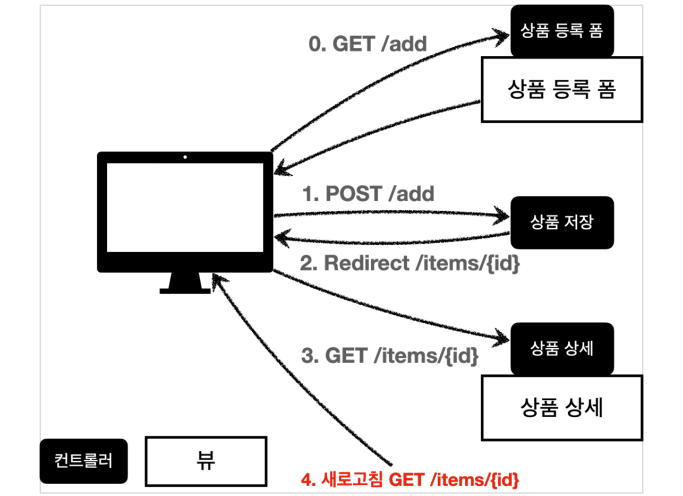 상품 등록 폼
0. GET /add
상품 등록 폼
1. POST /add
상품 저장
2. Redirect /items/{id}
상품 상세
3. GET /items/{id}
상품 상세
컨트롤러
뷰
4. 새로고침 GET /items/{id}